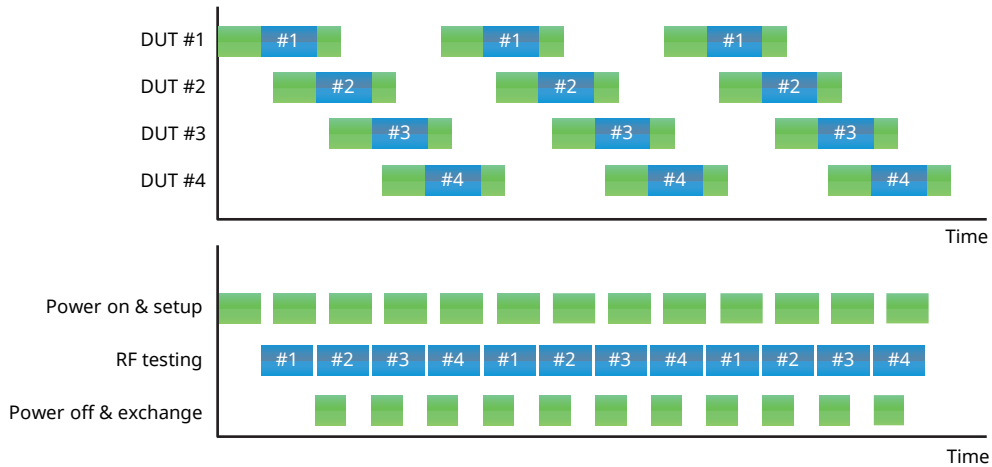 DUT #1 #1 #1 #1
DUT #2 #2 #2 #2
DUT #3 #3 #3 #3
DUT #4 #4 #4 #4
Time
Power on & setup
RF testing #1 #2 #3 #4 #1 #2 #3 #4 #1 #2 #3 #4
Power off & exchange
Time